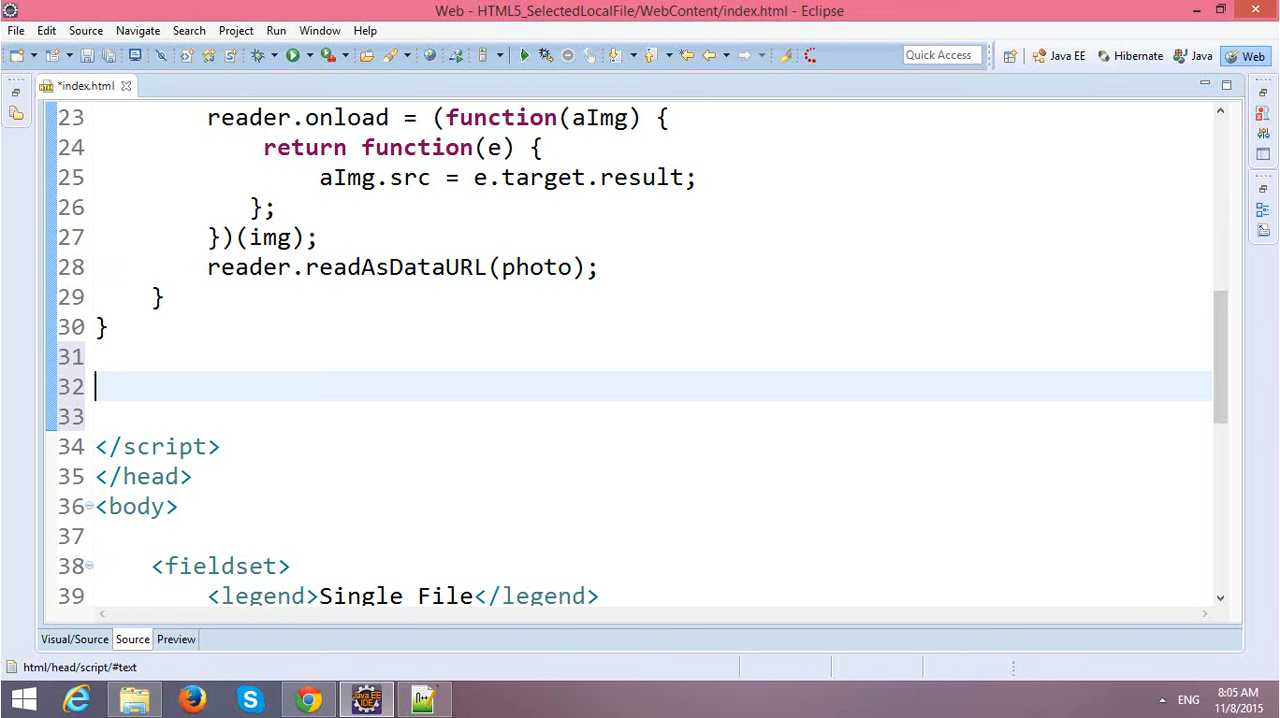 Web - HTML5_SelectedLocalFile/WebContent/index.html - Eclipse
File Edit Source Navigate Search Project Run Window Help
Quick Access Java EE Hibernate Java Web
*index.html
23 reader.onload = (function(aImg) {
24 return function(e) {
25 aImg.src = e.target.result;
26 };
27 })(img);
28 reader.readAsDataURL(photo);
29 }
30 }
31
32
33
34 </script>
35 </head>
36 <body>
37
38 <fieldset>
39 <legend>Single File</legend>
Visual/Source Source Preview
html/head/script/#text
ENG
8:05 AM
11/8/2015